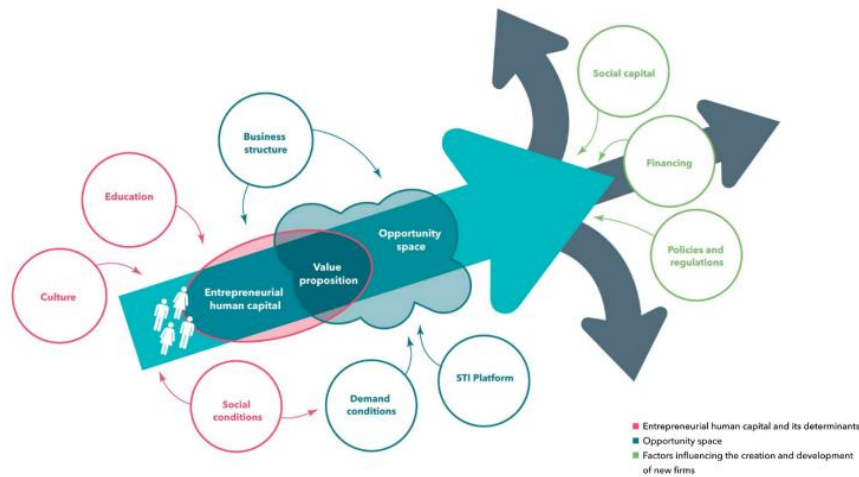 Social capital
Business
structure
Financing
Education
Opportunity
space
Policies and
regulations
Value
proposition
Culture
Entrepreneurial
human capital
STI Platform
Demand
conditions
Social
conditions
Entrepreneurial human capital and its determinants
Opportunity space
Factors influencing the creation and development
of new firms